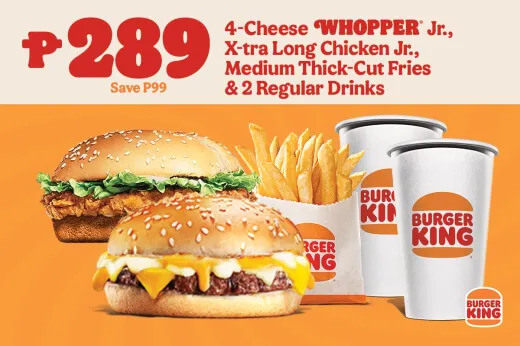 ₱289
Save P99
4-Cheese WHOPPER® Jr.,
X-tra Long Chicken Jr.,
Medium Thick-Cut Fries
& 2 Regular Drinks
BURGER
KING
BURGER
KING
BURGER
KING
BURGER
KING